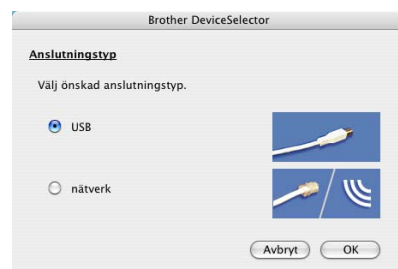 Brother DeviceSelector
Anslutningstyp
Välj önskad anslutningstyp.
USB
nätverk
Avbryt OK